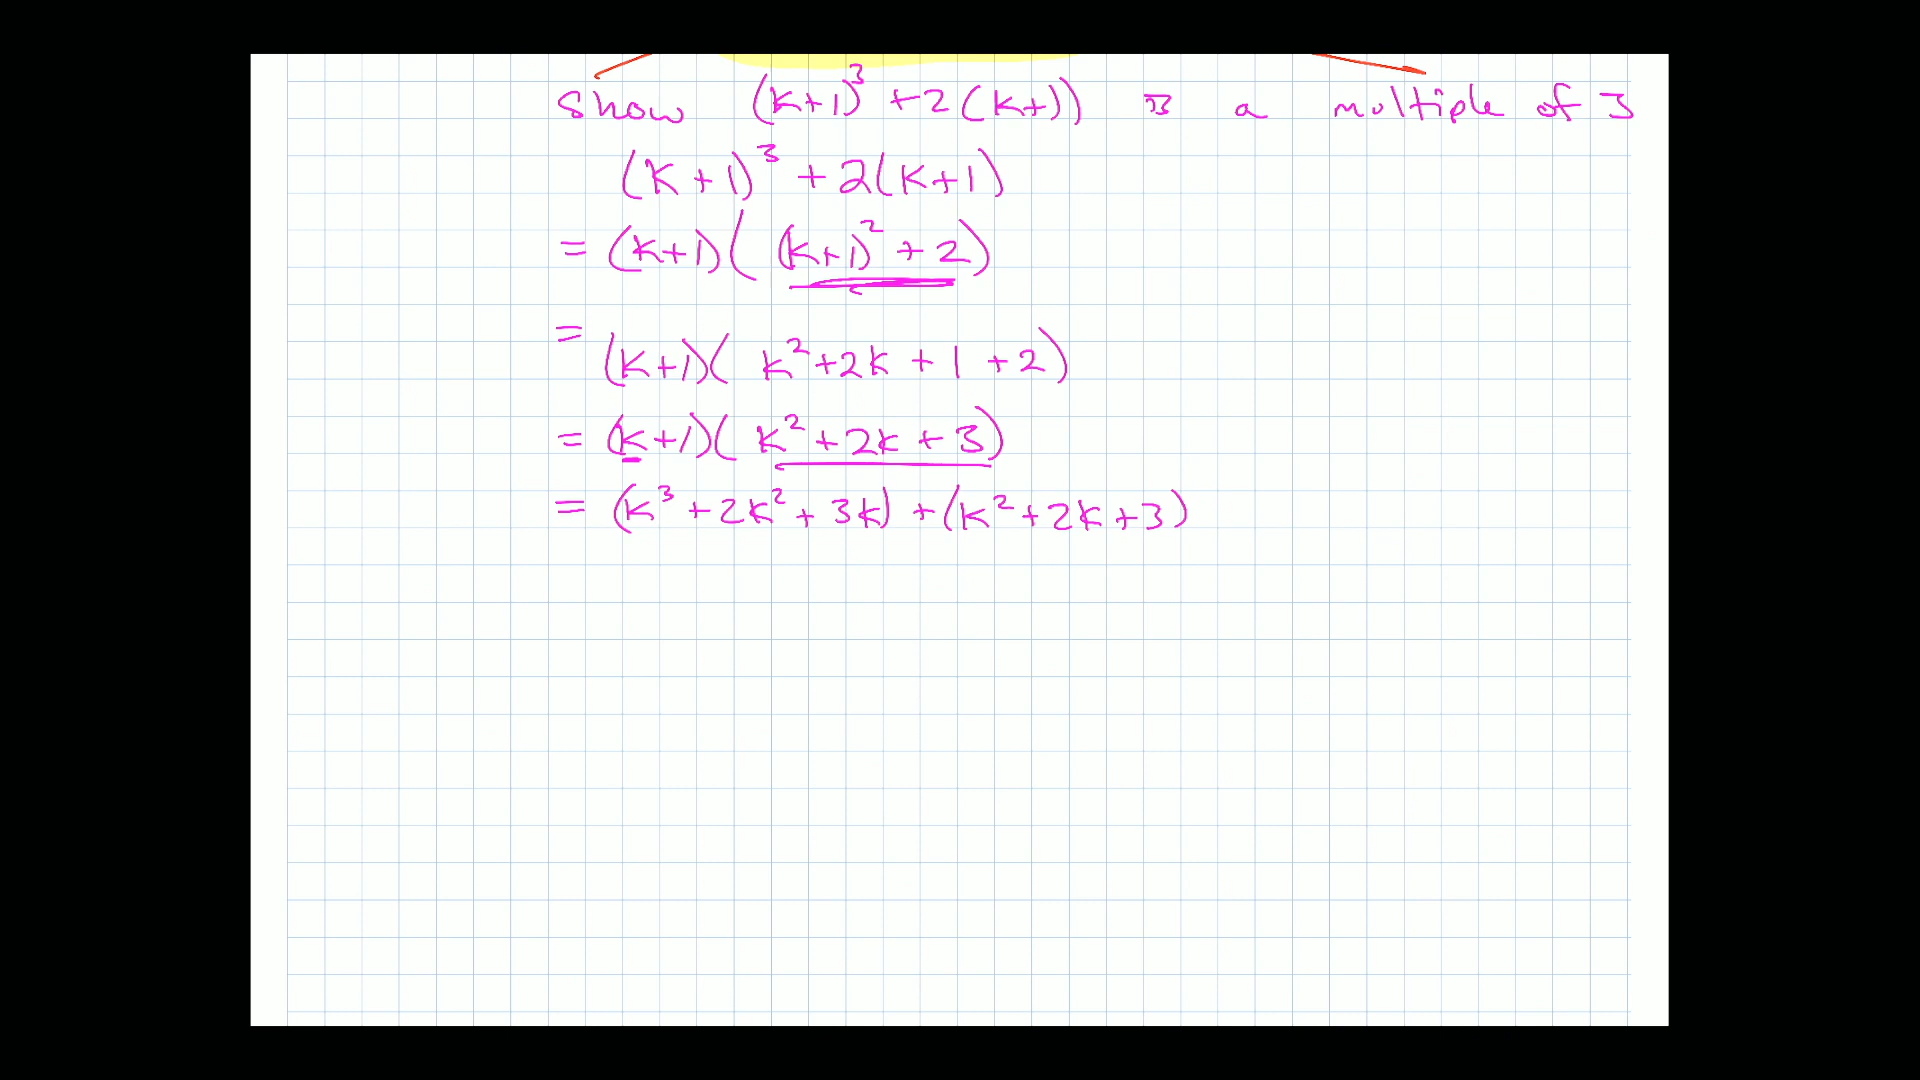 Show (k+1)³ + 2(k+1) is a multiple of 3
(k+1)³ + 2(k+1)
= (k+1)( (k+1)² + 2)
= (k+1)( k² + 2k + 1 + 2)
= (k+1)( k² + 2k + 3)
= (k³ + 2k² + 3k) + (k² + 2k + 3)